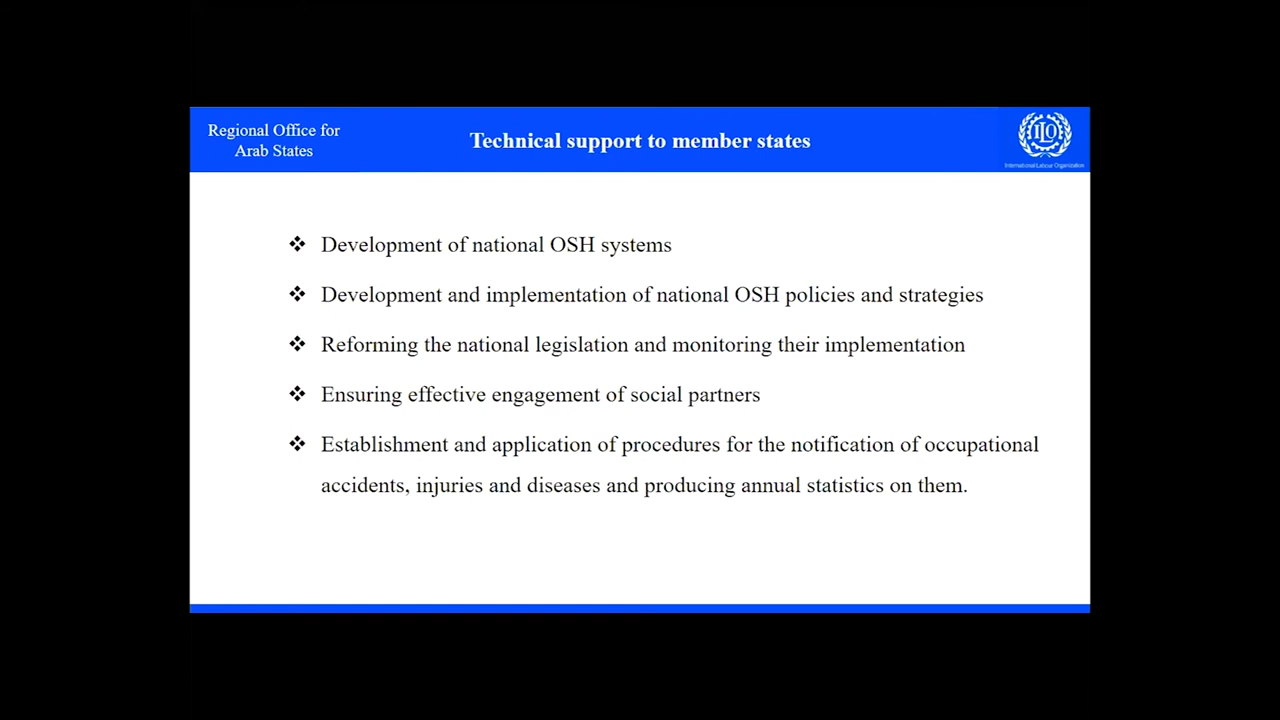 Regional Office for
Arab States
Technical support to member states
ILO
International Labour Organization
❖ Development of national OSH systems
❖ Development and implementation of national OSH policies and strategies
❖ Reforming the national legislation and monitoring their implementation
❖ Ensuring effective engagement of social partners
❖ Establishment and application of procedures for the notification of occupational
accidents, injuries and diseases and producing annual statistics on them.